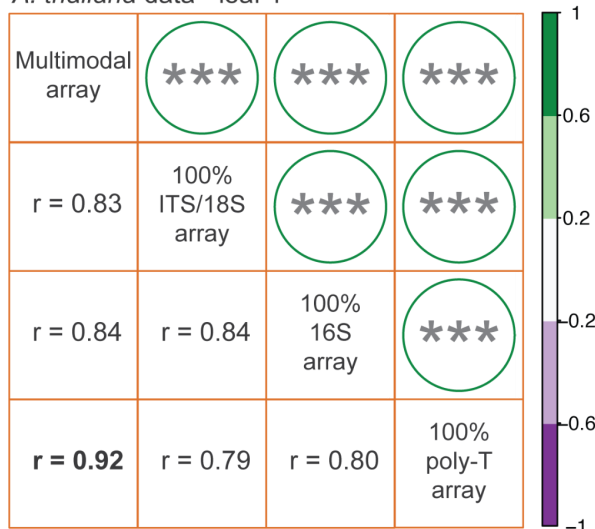 A. thaliana data - leaf
Multimodal
array
***
***
***
r = 0.83
100%
ITS/18S
array
***
***
r = 0.84
r = 0.84
100%
16S
array
***
r = 0.92
r = 0.79
r = 0.80
100%
poly-T
array
1
0.6
0.2
-0.2
-0.6
-1